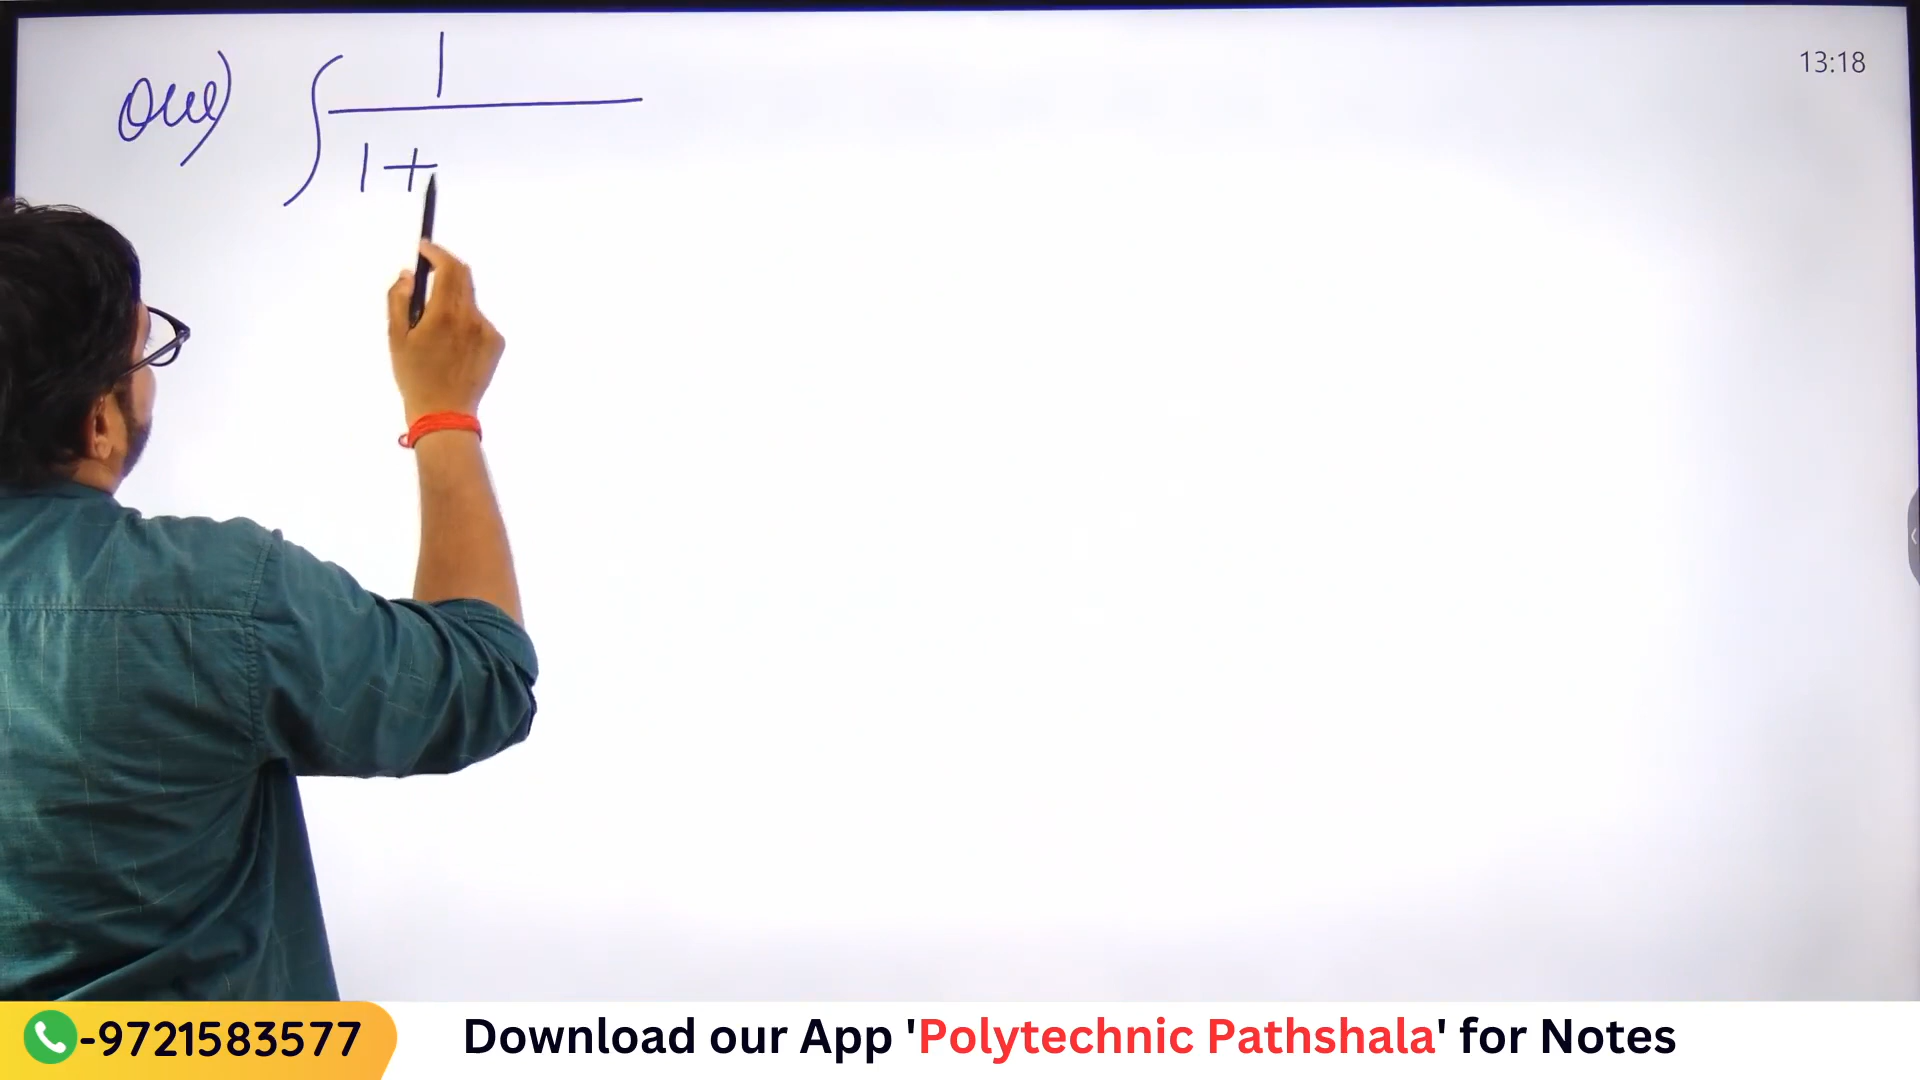 Que) ∫ 1
1+
13:18
-9721583577 Download our App 'Polytechnic Pathshala' for Notes